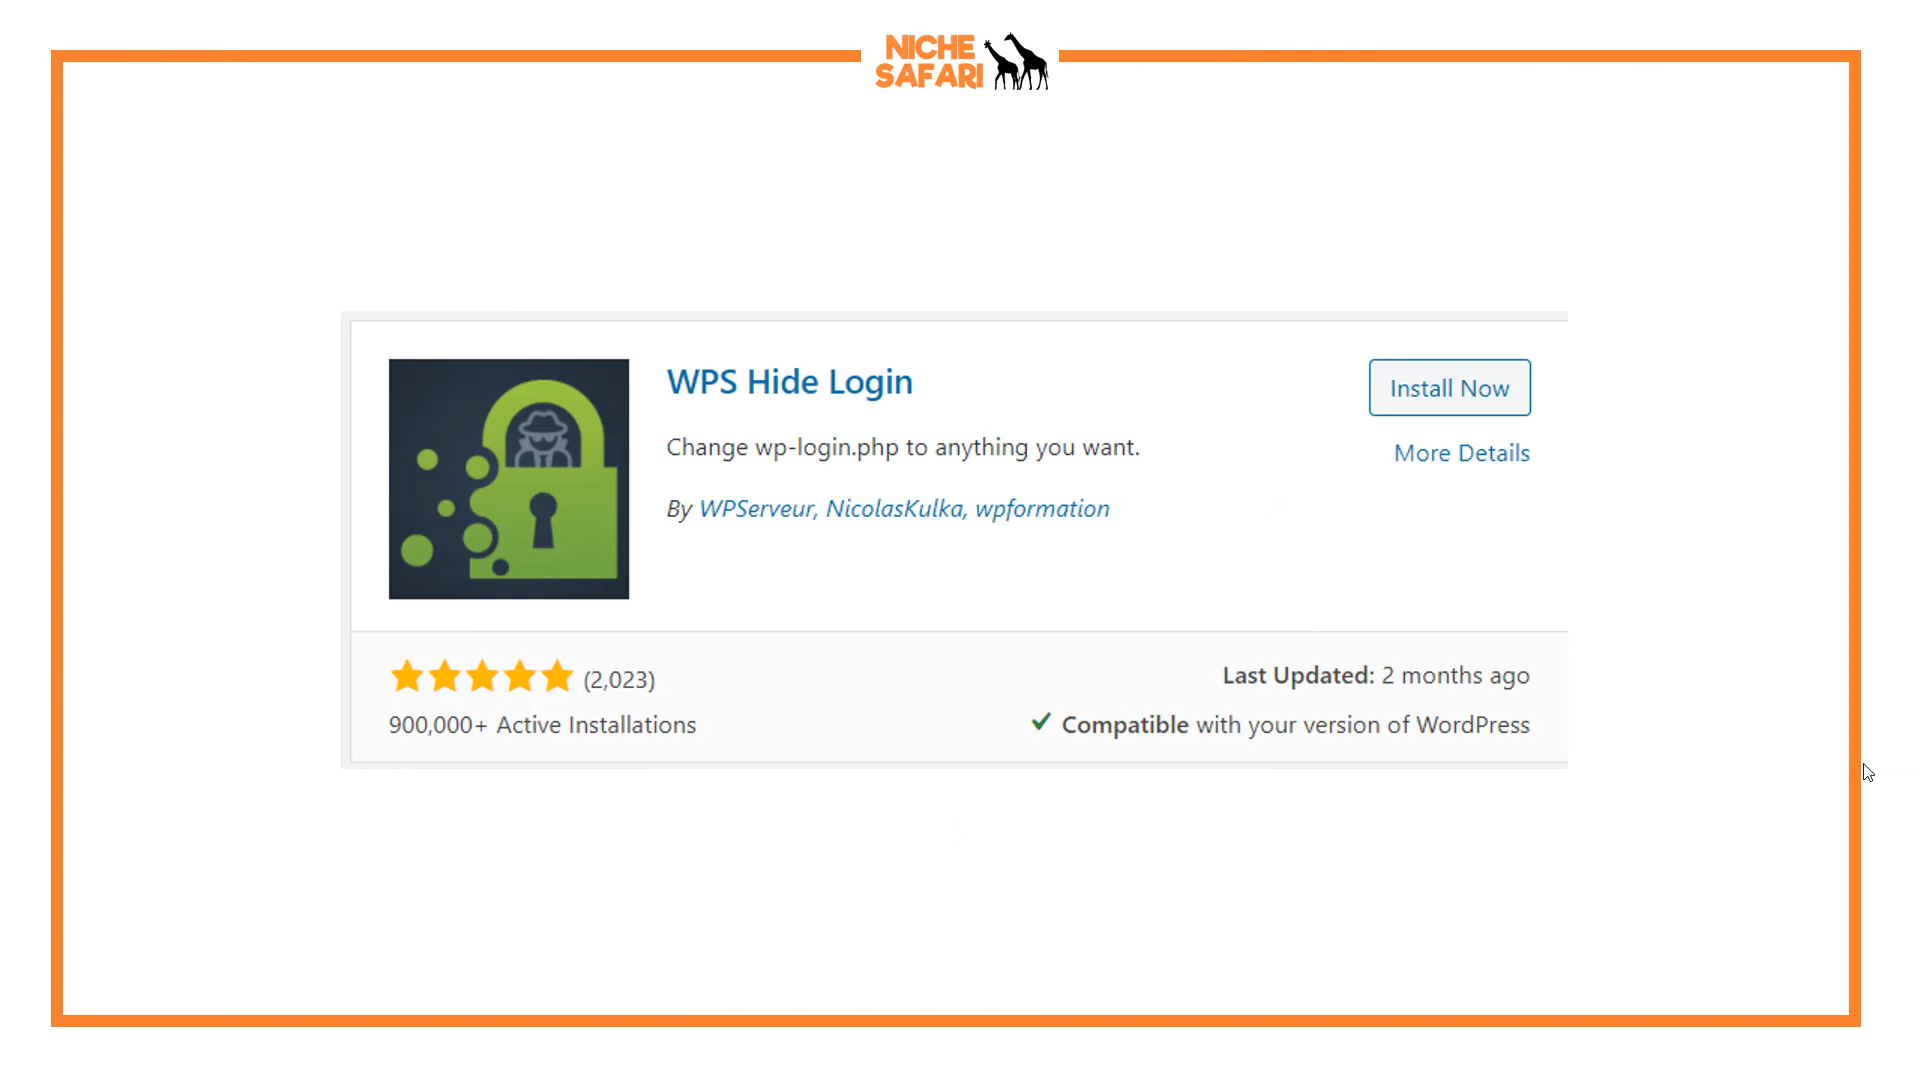 NICHE
SAFARI
WPS Hide Login
Install Now
Change wp-login.php to anything you want.
More Details
By WPServeur, NicolasKulka, wpformation
(2,023)
Last Updated: 2 months ago
900,000+ Active Installations
Compatible with your version of WordPress